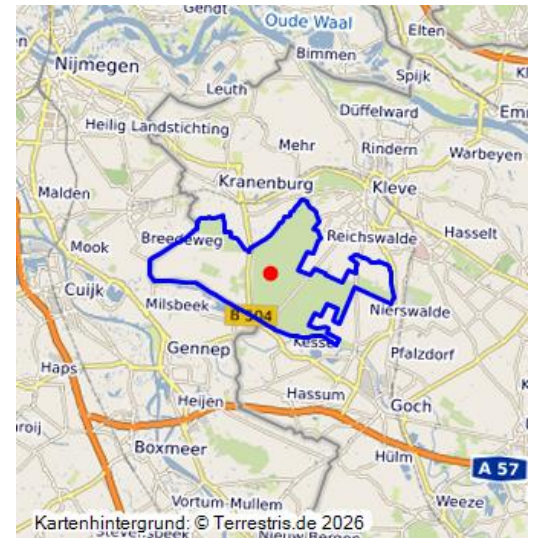 Gendt
Oude Waal
Elten
Nijmegen
Bimmen
Spijk
Leuth
Düffelward
Heilig Landstichting
Mehr
Rindern
Warbeyen
Kranenburg
Kleve
Malden
Hasselt
Breedeweg
Reichswalde
Mook
Cuijk
Milsbeek
B 504
Nierswalde
Kessel
Gennep
Pfalzdorf
Haps
Heijen
Hassum
Goch
Boxmeer
Hülm
A 57
Vortum-Mullem
Weeze
Kartenhintergrund: © Terrestris.de 2026